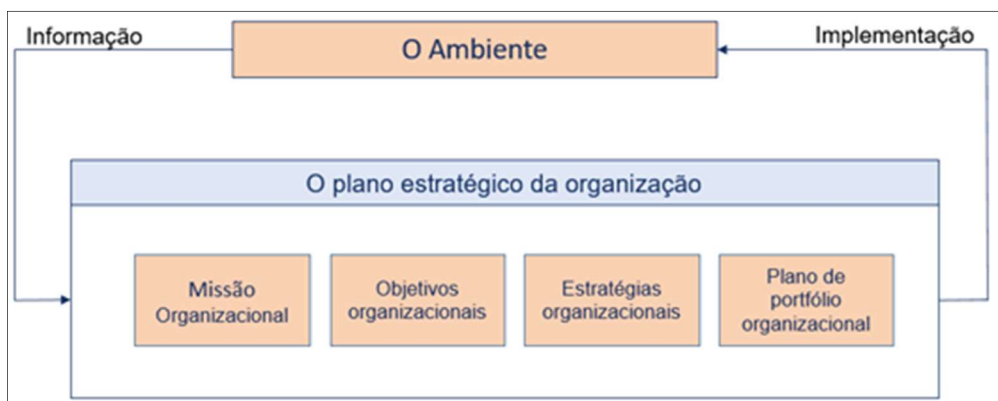 Informação
O Ambiente
Implementação
O plano estratégico da organização
Missão
Organizacional
Objetivos
organizacionais
Estratégias
organizacionais
Plano de
portfólio
organizacional